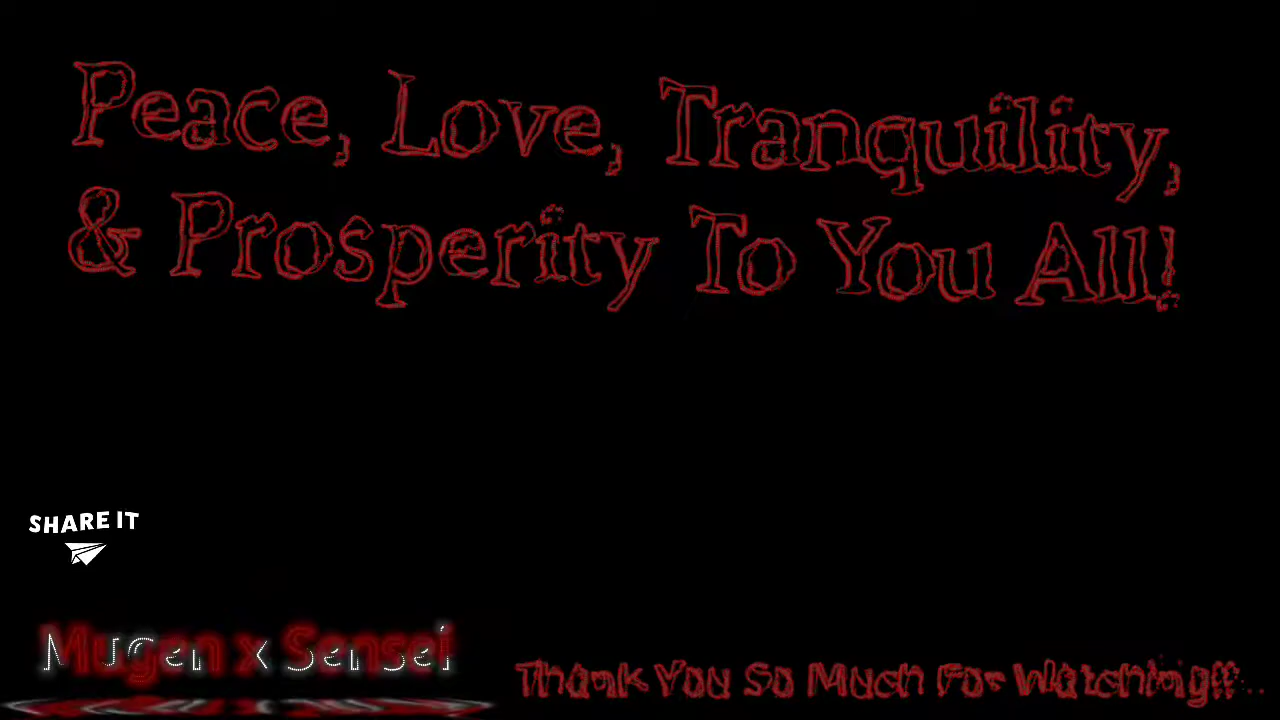 Peace, Love, Tranquility,
& Prosperity To You All!
SHARE IT
Mugen x Sensei
Thank You So Much For Watching!!...